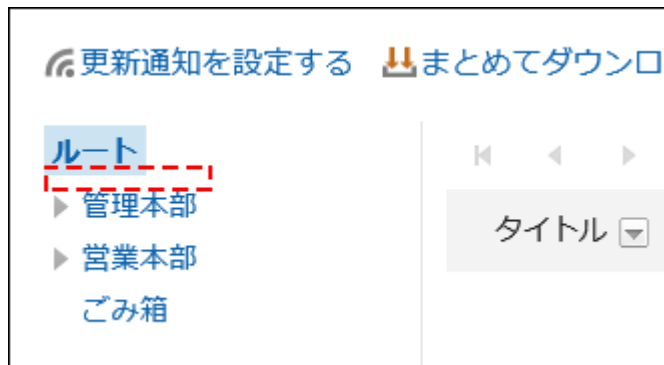 更新通知を設定する まとめてダウンロ
ルート
管理本部
営業本部
ごみ箱
タイトル